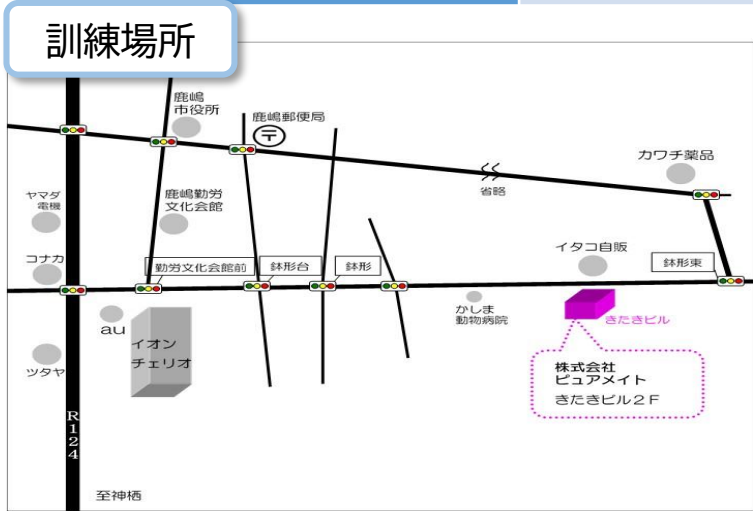 訓練場所
鹿嶋
市役所
鹿嶋郵便局
〒
カワチ薬品
省略
ヤマダ
電機
鹿嶋勤労
文化会館
コナカ
勤労文化会館前
鉢形台
鉢形
イタコ自販
鉢形東
au
イオン
チェリオ
かしま
動物病院
きたきビル
ツタヤ
株式会社
ピュアメイト
きたきビル2F
R124
至神栖